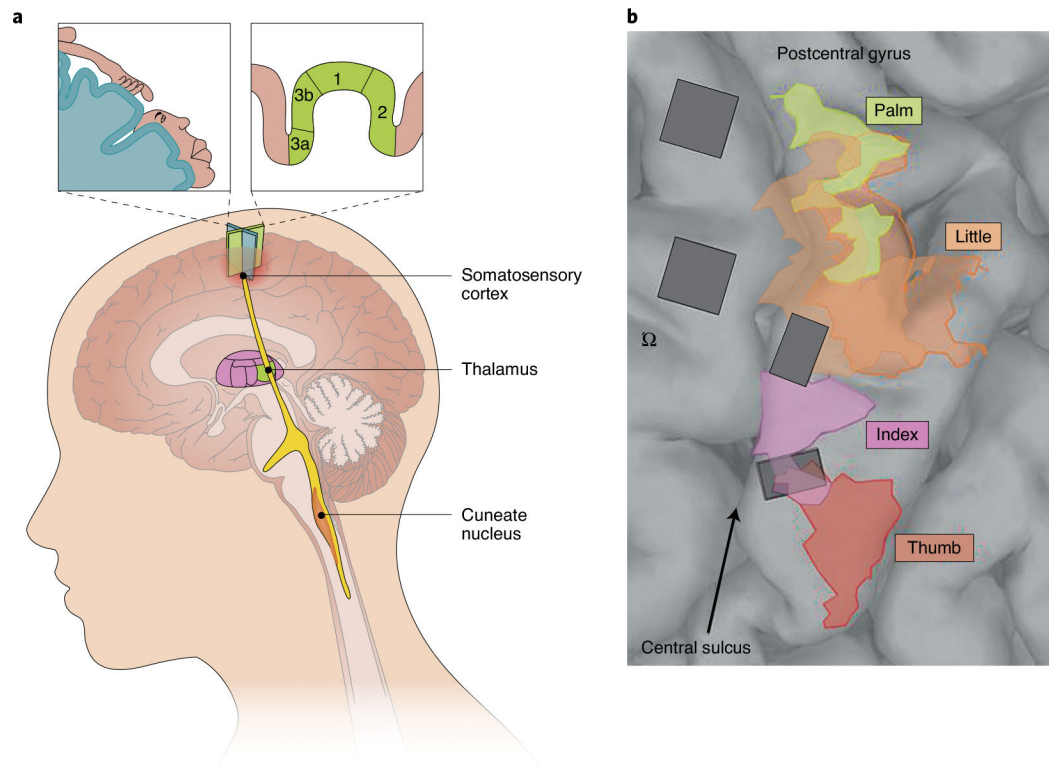 a
3b
1
2
3a
Somatosensory
cortex
Thalamus
Cuneate
nucleus
b
Postcentral gyrus
Palm
Little
Ω
Index
Thumb
Central sulcus